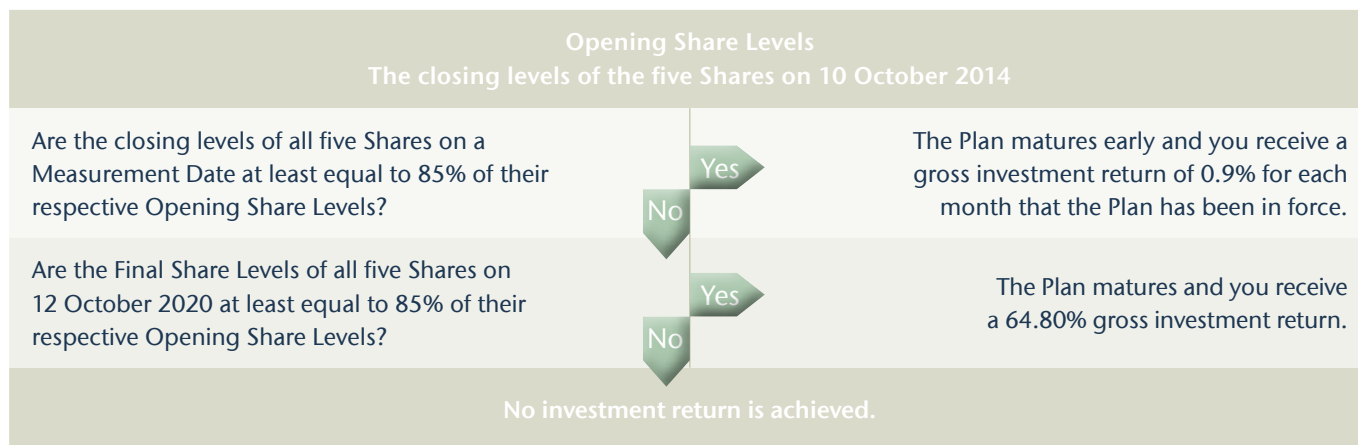 Opening Share Levels
The closing levels of the five Shares on 10 October 2014
Are the closing levels of all five Shares on a
Measurement Date at least equal to 85% of their
respective Opening Share Levels?
Yes
No
The Plan matures early and you receive a
gross investment return of 0.9% for each
month that the Plan has been in force.
Are the Final Share Levels of all five Shares on
12 October 2020 at least equal to 85% of their
respective Opening Share Levels?
Yes
No
The Plan matures and you receive
a 64.80% gross investment return.
No investment return is achieved.